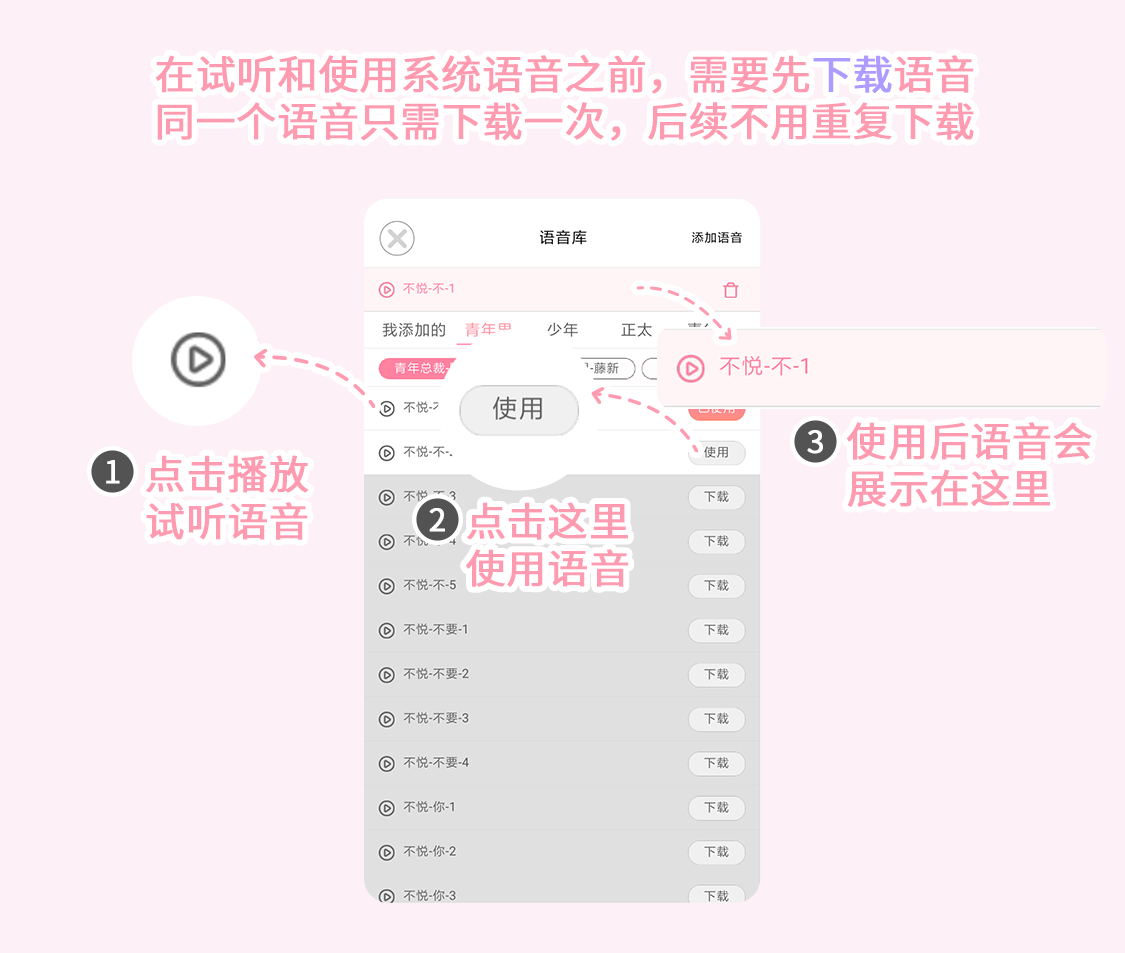 在试听和使用系统语音之前，需要先下载语音
同一个语音只需下载一次，后续不用重复下载
语音库
添加语音
不悦-不-1
我添加的
青年男
少年
正太
青年总裁
-藤新
不悦-不-1
不悦-
使用
已使用
不悦-不-
使用
1
点击播放
试听语音
2
点击这里
使用语音
3
使用后语音会
展示在这里
不悦-不-3
下载
下载
不悦-不-5
下载
不悦-不要-1
下载
不悦-不要-2
下载
不悦-不要-3
下载
不悦-不要-4
下载
不悦-你-1
下载
不悦-你-2
下载
不悦-你-3
下载